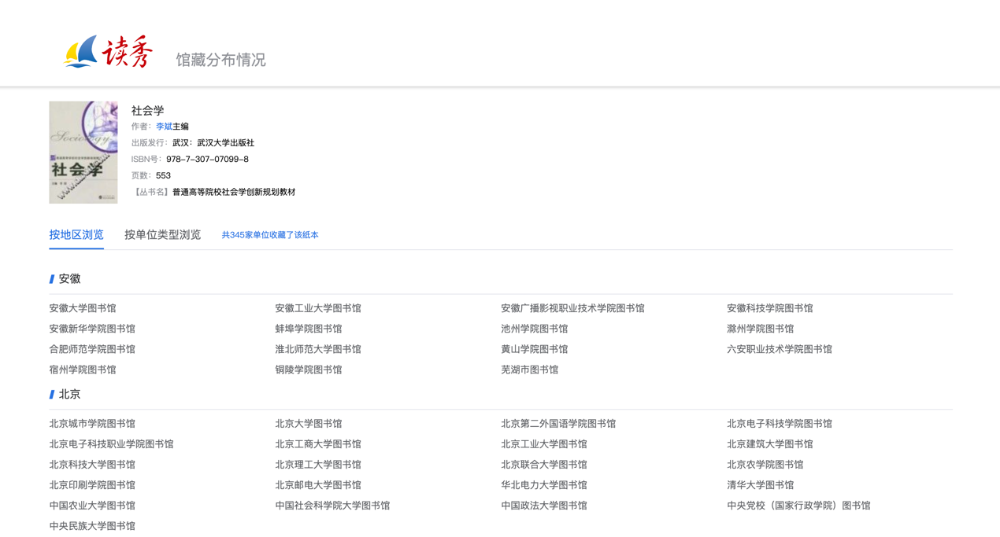 读秀
馆藏分布情况
Sociology
社会学
社会学
作者：李斌主编
出版发行：武汉：武汉大学出版社
ISBN号：978-7-307-07099-8
页数：553
【丛书名】普通高等院校社会学创新规划教材
按地区浏览 按单位类型浏览 共345家单位收藏了该纸本
安徽
安徽大学图书馆 安徽工业大学图书馆 安徽广播影视职业技术学院图书馆 安徽科技学院图书馆
安徽新华学院图书馆 蚌埠学院图书馆 池州学院图书馆 滁州学院图书馆
合肥师范学院图书馆 淮北师范大学图书馆 黄山学院图书馆 六安职业技术学院图书馆
宿州学院图书馆 铜陵学院图书馆 芜湖市图书馆
北京
北京城市学院图书馆 北京大学图书馆 北京第二外国语学院图书馆 北京电子科技学院图书馆
北京电子科技职业学院图书馆 北京工商大学图书馆 北京工业大学图书馆 北京建筑大学图书馆
北京科技大学图书馆 北京理工大学图书馆 北京联合大学图书馆 北京农学院图书馆
北京印刷学院图书馆 北京邮电大学图书馆 华北电力大学图书馆 清华大学图书馆
中国农业大学图书馆 中国社会科学院大学图书馆 中国政法大学图书馆 中央党校（国家行政学院）图书馆
中央民族大学图书馆